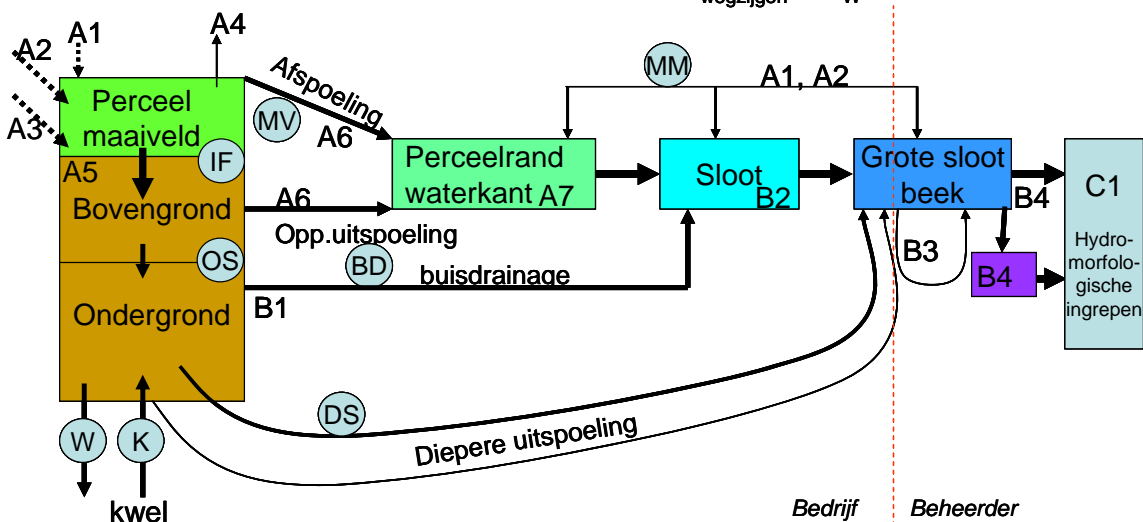 wegzijgen W
A1
A2
A3
A4
Perceel
maaiveld
Afspoeling
MV
A6
MM
A1, A2
IF
A5
Bovengrond
A6
Opp.uitspoeling
Perceelrand
waterkant A7
Sloot
B2
Grote sloot
beek
B4
C1
Hydro-
morfolo-
gische
ingrepen
B3
B4
OS
BD
buisdrainage
B1
Ondergrond
DS
Diepere uitspoeling
W
K
kwel
Bedrijf
Beheerder